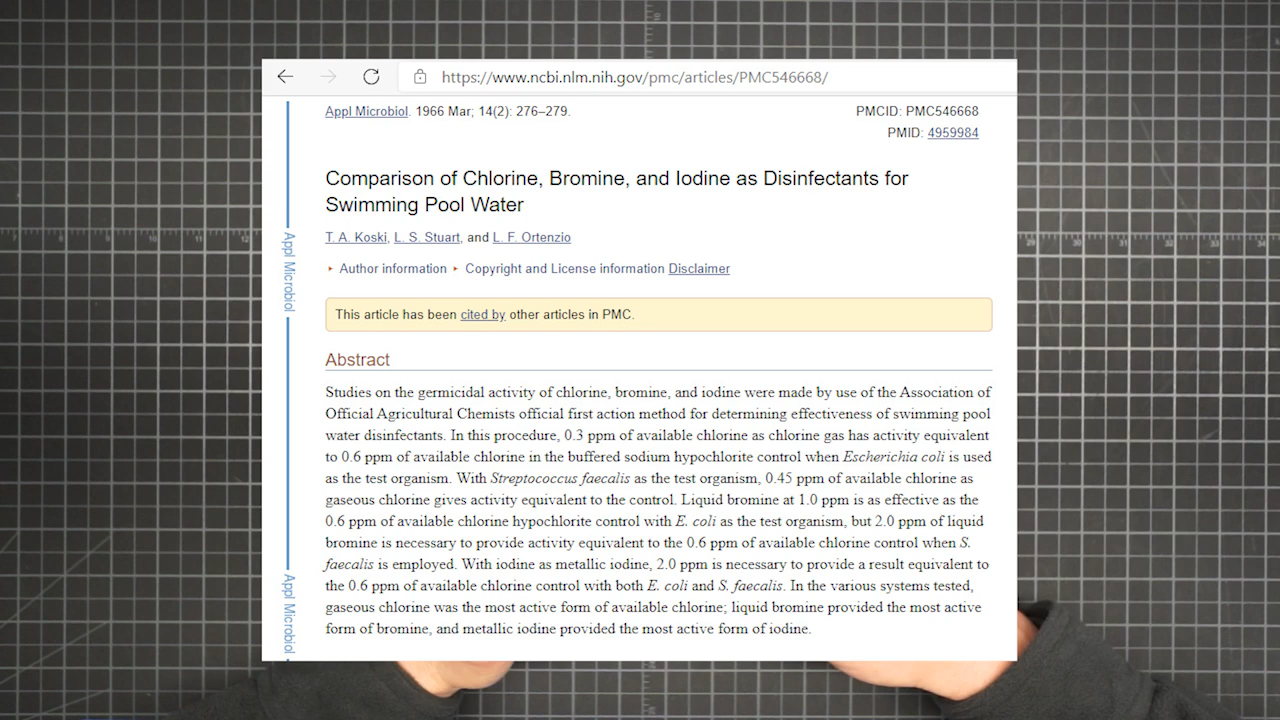 https://www.ncbi.nlm.nih.gov/pmc/articles/PMC546668/
Appl Microbiol. 1966 Mar; 14(2): 276–279.
PMCID: PMC546668
PMID: 4959984
Comparison of Chlorine, Bromine, and Iodine as Disinfectants for
Swimming Pool Water
T. A. Koski, L. S. Stuart, and L. F. Ortenzio
▸ Author information ▸ Copyright and License information Disclaimer
This article has been cited by other articles in PMC.
Abstract
Studies on the germicidal activity of chlorine, bromine, and iodine were made by use of the Association of
Official Agricultural Chemists official first action method for determining effectiveness of swimming pool
water disinfectants. In this procedure, 0.3 ppm of available chlorine as chlorine gas has activity equivalent
to 0.6 ppm of available chlorine in the buffered sodium hypochlorite control when Escherichia coli is used
as the test organism. With Streptococcus faecalis as the test organism, 0.45 ppm of available chlorine as
gaseous chlorine gives activity equivalent to the control. Liquid bromine at 1.0 ppm is as effective as the
0.6 ppm of available chlorine hypochlorite control with E. coli as the test organism, but 2.0 ppm of liquid
bromine is necessary to provide activity equivalent to the 0.6 ppm of available chlorine control when S.
faecalis is employed. With iodine as metallic iodine, 2.0 ppm is necessary to provide a result equivalent to
the 0.6 ppm of available chlorine control with both E. coli and S. faecalis. In the various systems tested,
gaseous chlorine was the most active form of available chlorine; liquid bromine provided the most active
form of bromine, and metallic iodine provided the most active form of iodine.
Appl Microbiol
Appl Microbiol